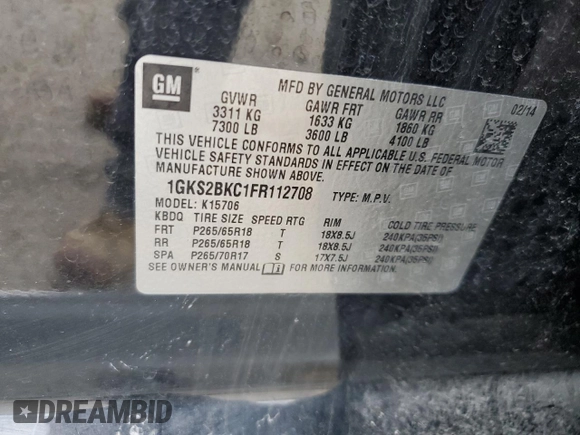 GM
MFD BY GENERAL MOTORS LLC
02/14
GVWR GAWR FRT GAWR RR
3311 KG 1633 KG 1860 KG
7300 LB 3600 LB 4100 LB
THIS VEHICLE CONFORMS TO ALL APPLICABLE U.S. FEDERAL MOTOR
VEHICLE SAFETY STANDARDS IN EFFECT ON THE DATE OF
MANUFACTURE SHOWN ABOVE.
1GKS2BKC1FR112708 TYPE: M.P.V.
MODEL: K15706
KBDQ TIRE SIZE SPEED RTG RIM COLD TIRE PRESSURE
FRT P265/65R18 T 18X8.5J 240KPA(35PSI)
RR P265/65R18 T 18X8.5J 240KPA(35PSI)
SPA P265/70R17 S 17X7.5J 240KPA(35PSI)
SEE OWNER'S MANUAL FOR MORE INFORMATION
DREAMBID